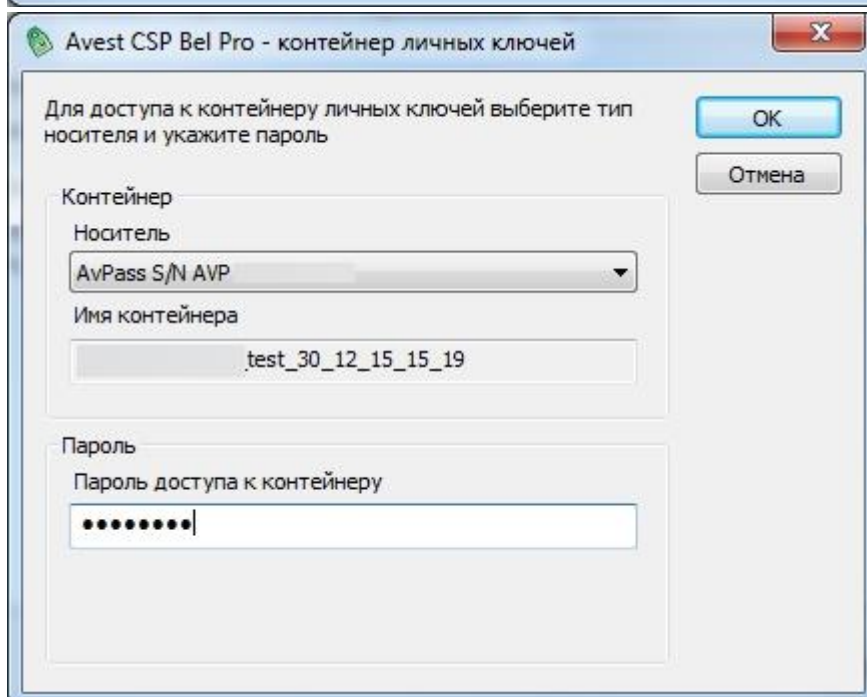 Avest CSP Bel Pro - контейнер личных ключей
Для доступа к контейнеру личных ключей выберите тип
носителя и укажите пароль
OK
Отмена
Контейнер
Носитель
AvPass S/N AVP
Имя контейнера
_test_30_12_15_15_19
Пароль
Пароль доступа к контейнеру
••••••••